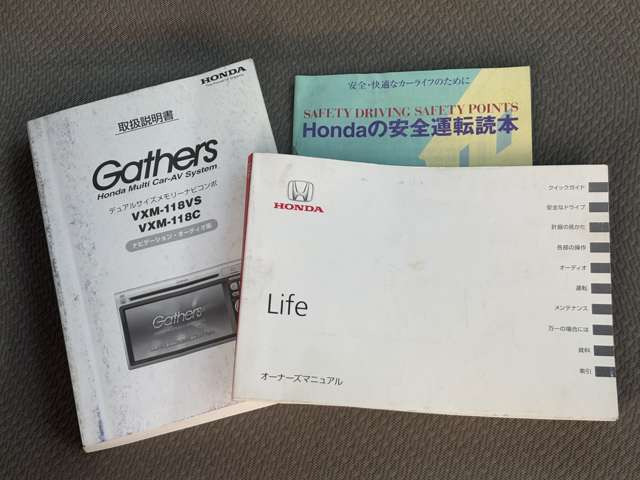 HONDA
The Power of Dreams
取扱説明書
Gathers
Honda Multi Car-AV System
デュアルサイズメモリーナビコンポ
VXM-118VS
VXM-118C
ナビゲーション・オーディオ編
Gathers
安全・快適なカーライフのために
SAFETY DRIVING SAFETY POINTS
Hondaの安全運転読本
HONDA
Life
オーナーズマニュアル
クイックガイド
安全なドライブ
計器の見かた
各部の操作
オーディオ
運転
メンテナンス
万一の場合には
資料
索引